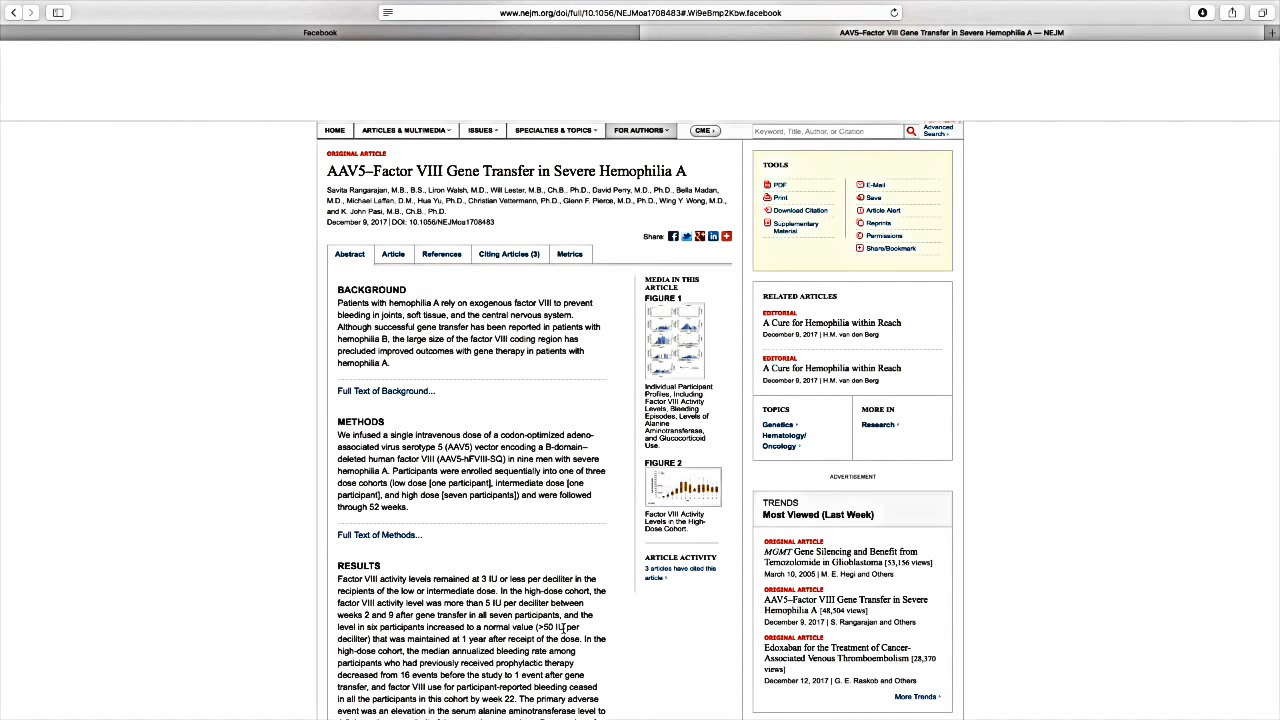 www.nejm.org/doi/full/10.1056/NEJMoa1708483#.Wi9eBmp2Kbw.facebook
Facebook
AAV5–Factor VIII Gene Transfer in Severe Hemophilia A — NEJM
HOME
ARTICLES & MULTIMEDIA
ISSUES
SPECIALTIES & TOPICS
FOR AUTHORS
CME ›
Keyword, Title, Author, or Citation
Advanced
Search ›
ORIGINAL ARTICLE
AAV5–Factor VIII Gene Transfer in Severe Hemophilia A
Savita Rangarajan, M.B., B.S., Liron Walsh, M.D., Will Lester, M.B., Ch.B., Ph.D., David Perry, M.D., Ph.D., Bella Madan,
M.D., Michael Laffan, D.M., Hua Yu, Ph.D., Christian Vettermann, Ph.D., Glenn F. Pierce, M.D., Ph.D., Wing Y. Wong, M.D.,
and K. John Pasi, M.B., Ch.B., Ph.D.
December 9, 2017 | DOI: 10.1056/NEJMoa1708483
Share:
Abstract
Article
References
Citing Articles (3)
Metrics
BACKGROUND
Patients with hemophilia A rely on exogenous factor VIII to prevent
bleeding in joints, soft tissue, and the central nervous system.
Although successful gene transfer has been reported in patients with
hemophilia B, the large size of the factor VIII coding region has
precluded improved outcomes with gene therapy in patients with
hemophilia A.
Full Text of Background...
METHODS
We infused a single intravenous dose of a codon-optimized adeno-
associated virus serotype 5 (AAV5) vector encoding a B-domain–
deleted human factor VIII (AAV5-hFVIII-SQ) in nine men with severe
hemophilia A. Participants were enrolled sequentially into one of three
dose cohorts (low dose [one participant], intermediate dose [one
participant], and high dose [seven participants]) and were followed
through 52 weeks.
Full Text of Methods...
RESULTS
Factor VIII activity levels remained at 3 IU or less per deciliter in the
recipients of the low or intermediate dose. In the high-dose cohort, the
factor VIII activity level was more than 5 IU per deciliter between
weeks 2 and 9 after gene transfer in all seven participants, and the
level in six participants increased to a normal value (>50 IU per
deciliter) that was maintained at 1 year after receipt of the dose. In the
high-dose cohort, the median annualized bleeding rate among
participants who had previously received prophylactic therapy
decreased from 16 events before the study to 1 event after gene
transfer, and factor VIII use for participant-reported bleeding ceased
in all the participants in this cohort by week 22. The primary adverse
event was an elevation in the serum alanine aminotransferase level to
MEDIA IN THIS
ARTICLE
FIGURE 1
Individual Participant
Profiles, Including
Factor VIII Activity
Levels, Bleeding
Episodes, Levels of
Alanine
Aminotransferase,
and Glucocorticoid
Use.
FIGURE 2
Factor VIII Activity
Levels in the High-
Dose Cohort.
ARTICLE ACTIVITY
3 articles have cited this
article ›
TOOLS
PDF
Print
Download Citation
Supplementary
Material
E-Mail
Save
Article Alert
Reprints
Permissions
Share/Bookmark
RELATED ARTICLES
EDITORIAL
A Cure for Hemophilia within Reach
December 9, 2017 | H.M. van den Berg
EDITORIAL
A Cure for Hemophilia within Reach
December 9, 2017 | H.M. van den Berg
TOPICS
Genetics ›
Hematology/
Oncology ›
MORE IN
Research ›
ADVERTISEMENT
TRENDS
Most Viewed (Last Week)
ORIGINAL ARTICLE
MGMT Gene Silencing and Benefit from
Temozolomide in Glioblastoma [53,156 views]
March 10, 2005 | M. E. Hegi and Others
ORIGINAL ARTICLE
AAV5–Factor VIII Gene Transfer in Severe
Hemophilia A [48,504 views]
December 9, 2017 | S. Rangarajan and Others
ORIGINAL ARTICLE
Edoxaban for the Treatment of Cancer-
Associated Venous Thromboembolism [28,370
views]
December 12, 2017 | G. E. Raskob and Others
More Trends ›